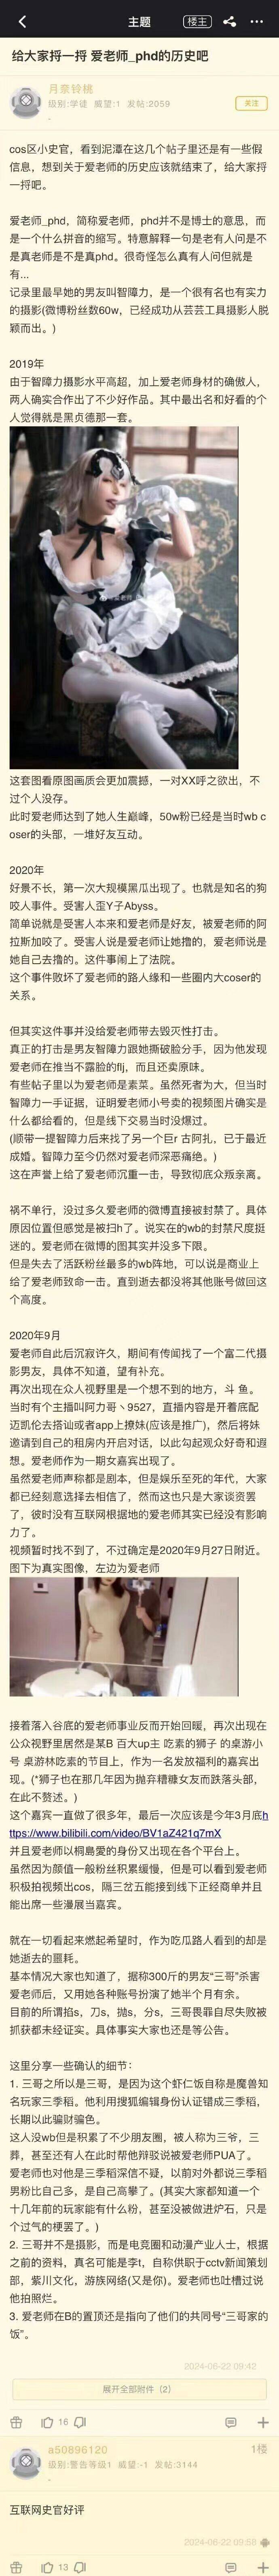 主题
楼主
给大家捋一捋 爱老师_phd的历史吧
月奈铃桃
级别:学徒 威望:1 发帖:2059
关注
cos区小史官，看到泥潭在这几个帖子里还是有一些假
信息，想到关于爱老师的历史应该就结束了，给大家捋
一捋吧。
爱老师_phd，简称爱老师，phd并不是博士的意思，而
是一个什么拼音的缩写。特意解释一句是老有人问是不
是真老师是不是真phd。很奇怪怎么真有人问但就是
有...
记录里最早她的男友叫智障力，是一个很有名也有实力
的摄影(微博粉丝数60w，已经成功从芸芸工具摄影人脱
颖而出。)
2019年
由于智障力摄影水平高超，加上爱老师身材的确傲人，
两人确实合作出了不少好作品。其中最出名和好看的个
人觉得就是黑贞德那一套。
这套图看原图画质会更加震撼，一对XX呼之欲出，不
过个人没存。
此时爱老师达到了她人生巅峰，50w粉已经是当时wb c
oser的头部，一堆好友互动。
2020年
好景不长，第一次大规模黑瓜出现了。也就是知名的狗
咬人事件。受害人歪Y子Abyss。
简单说就是受害人本来和爱老师是好友，被爱老师的阿
拉斯加咬了。受害人说是爱老师让她撸的，爱老师说是
她自己去撸的。这件事闹上了法院。
这个事件败坏了爱老师的路人缘和一些圈内大coser的
关系。
但其实这件事并没给爱老师带去毁灭性打击。
真正的打击是男友智障力跟她撕破脸分手，因为他发现
爱老师在推当不露脸的flj，而且还卖原味。
有些帖子里以为爱老师是素菜。虽然死者为大，但当时
智障力一手证据，证明爱老师小号卖的视频图片确实是
什么都给看的，但是线下交易当时没爆过。
(顺带一提智障力后来找了另一个巨r 古阿扎，已于最近
成婚。智障力至今仍然对爱老师深恶痛绝。)
这在声誉上给了爱老师沉重一击，导致彻底众叛亲离。
祸不单行，没过多久爱老师的微博直接被封禁了。具体
原因位置但感觉是被扫h了。说实在的wb的封禁尺度挺
迷的。爱老师在微博的图其实并没多下限。
但是失去了活跃粉丝最多的wb阵地，可以说是商业上
给了爱老师致命一击。直到逝去都没将其他账号做回这
个高度。
2020年9月
爱老师自此后沉寂许久，期间有传闻找了一个富二代摄
影男友，具体不知道，望有补充。
再次出现在众人视野里是一个想不到的地方，斗 鱼。
当时有个主播叫阿力哥丶9527，直播内容是开着底配
迈凯伦去搭讪或者app上撩妹(应该是推广)，然后将妹
邀请到自己的租房内开启对话，以此勾起观众好奇和遐
想。爱老师作为一期女嘉宾出现了。
虽然爱老师声称都是剧本，但是娱乐至死的年代，大家
都已经刻意选择去相信了，然而这也只是大家谈资罢
了，彼时没有互联网根据地的爱老师其实已经没有影响
力了。
视频暂时找不到了，不过确定是2020年9月27日附近。
图下为真实图像，左边为爱老师
接着落入谷底的爱老师事业反而开始回暖，再次出现在
公众视野里居然是某B 百大up主 吃素的狮子 的桌游小
号 桌游林吃素的节目上，作为一名发放福利的嘉宾出
现。(*狮子也在那几年因为抛弃糟糠女友而跌落头部，
在此不赘述。)
这个嘉宾一直做了很多年，最后一次应该是今年3月底h
ttps://www.bilibili.com/video/BV1aZ421q7mX
并且爱老师以桐島愛的身份又出现在各个平台上。
虽然因为颜值一般粉丝积累缓慢，但是可以看到爱老师
积极拍视频出cos，隔三岔五能接到线下正经商单并且
能出席一些漫展当嘉宾。
就在一切看起来燃起希望时，作为吃瓜路人看到的却是
她逝去的噩耗。
基本情况大家也知道了，据称300斤的男友“三哥”杀害
爱老师后，又用她各种账号扮演了她半个月有余。
目前的所谓掐s，刀s，抛s，分s，三哥畏罪自尽失败被
抓获都未经证实。具体事实大家也还是等公告。
这里分享一些确认的细节：
1. 三哥之所以是三哥，是因为这个虾仁饭自称是魔兽知
名玩家三季稻。他利用搜狐编辑身份认证错成三季稻，
长期以此骗财骗色。
这人没wb但是积累了不少朋友圈，被人称为三爷，三
葬，甚至还有人在此时帮他辩驳说被爱老师PUA了。
爱老师也对他是三季稻深信不疑，以前对外都说三季稻
男粉比自己多，是自己高攀了。(其实大家都知道一个
十几年前的玩家能有什么粉，甚至没被做进炉石，只是
个过气的梗罢了。)
2. 三哥并不是摄影，而是电竞圈和动漫产业人士，根据
之前的资料，真名可能是李t，自称供职于cctv新闻策划
部，紫川文化，游族网络(又是你)。爱老师也吐槽过说
他拍照烂。
3. 爱老师在B的置顶还是指向了他们的共同号“三哥家的
饭”。
2024-06-22 09:42
展开全部附件（2）
16
a50896120
1楼
级别:警告等级1 威望:-1 发帖:3144
互联网史官好评
2024-06-22 09:58
13